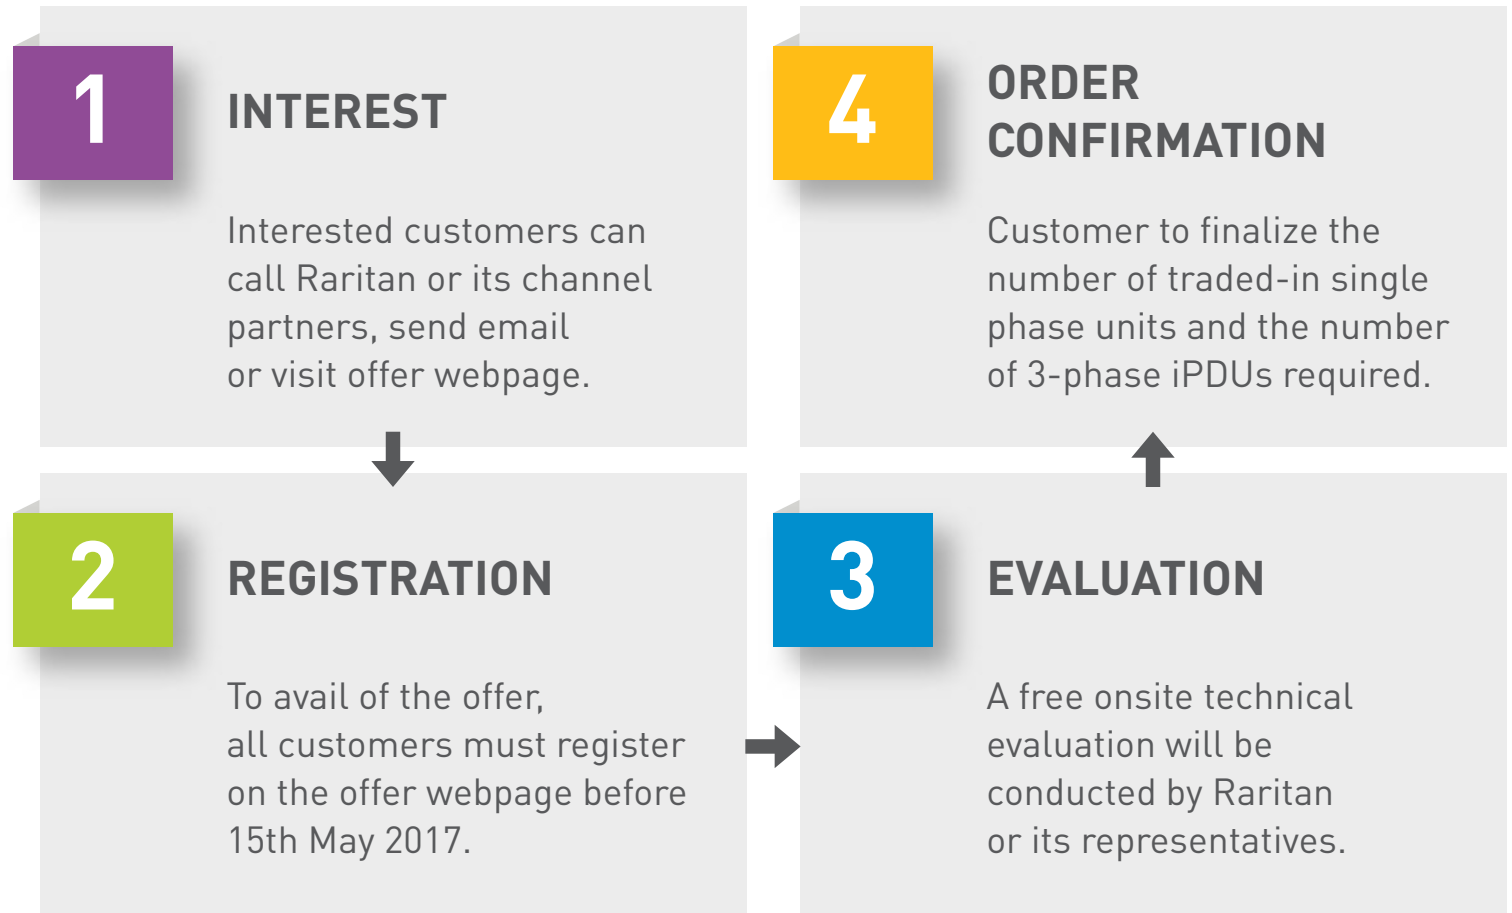 1
INTEREST
Interested customers can
call Raritan or its channel
partners, send email
or visit offer webpage.
2
REGISTRATION
To avail of the offer,
all customers must register
on the offer webpage before
15th May 2017.
3
EVALUATION
A free onsite technical
evaluation will be
conducted by Raritan
or its representatives.
4
ORDER
CONFIRMATION
Customer to finalize the
number of traded-in single
phase units and the number
of 3-phase iPDUs required.